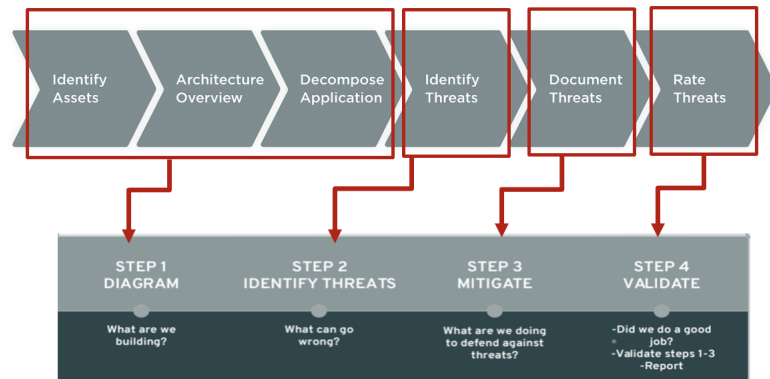 Identify
Assets
Architecture
Overview
Decompose
Application
Identify
Threats
Document
Threats
Rate
Threats
STEP 1
DIAGRAM
STEP 2
IDENTIFY THREATS
STEP 3
MITIGATE
STEP 4
VALIDATE
What are we
building?
What can go
wrong?
What are we doing
to defend against
threats?
-Did we do a good
job?
-Validate steps 1-3
-Report